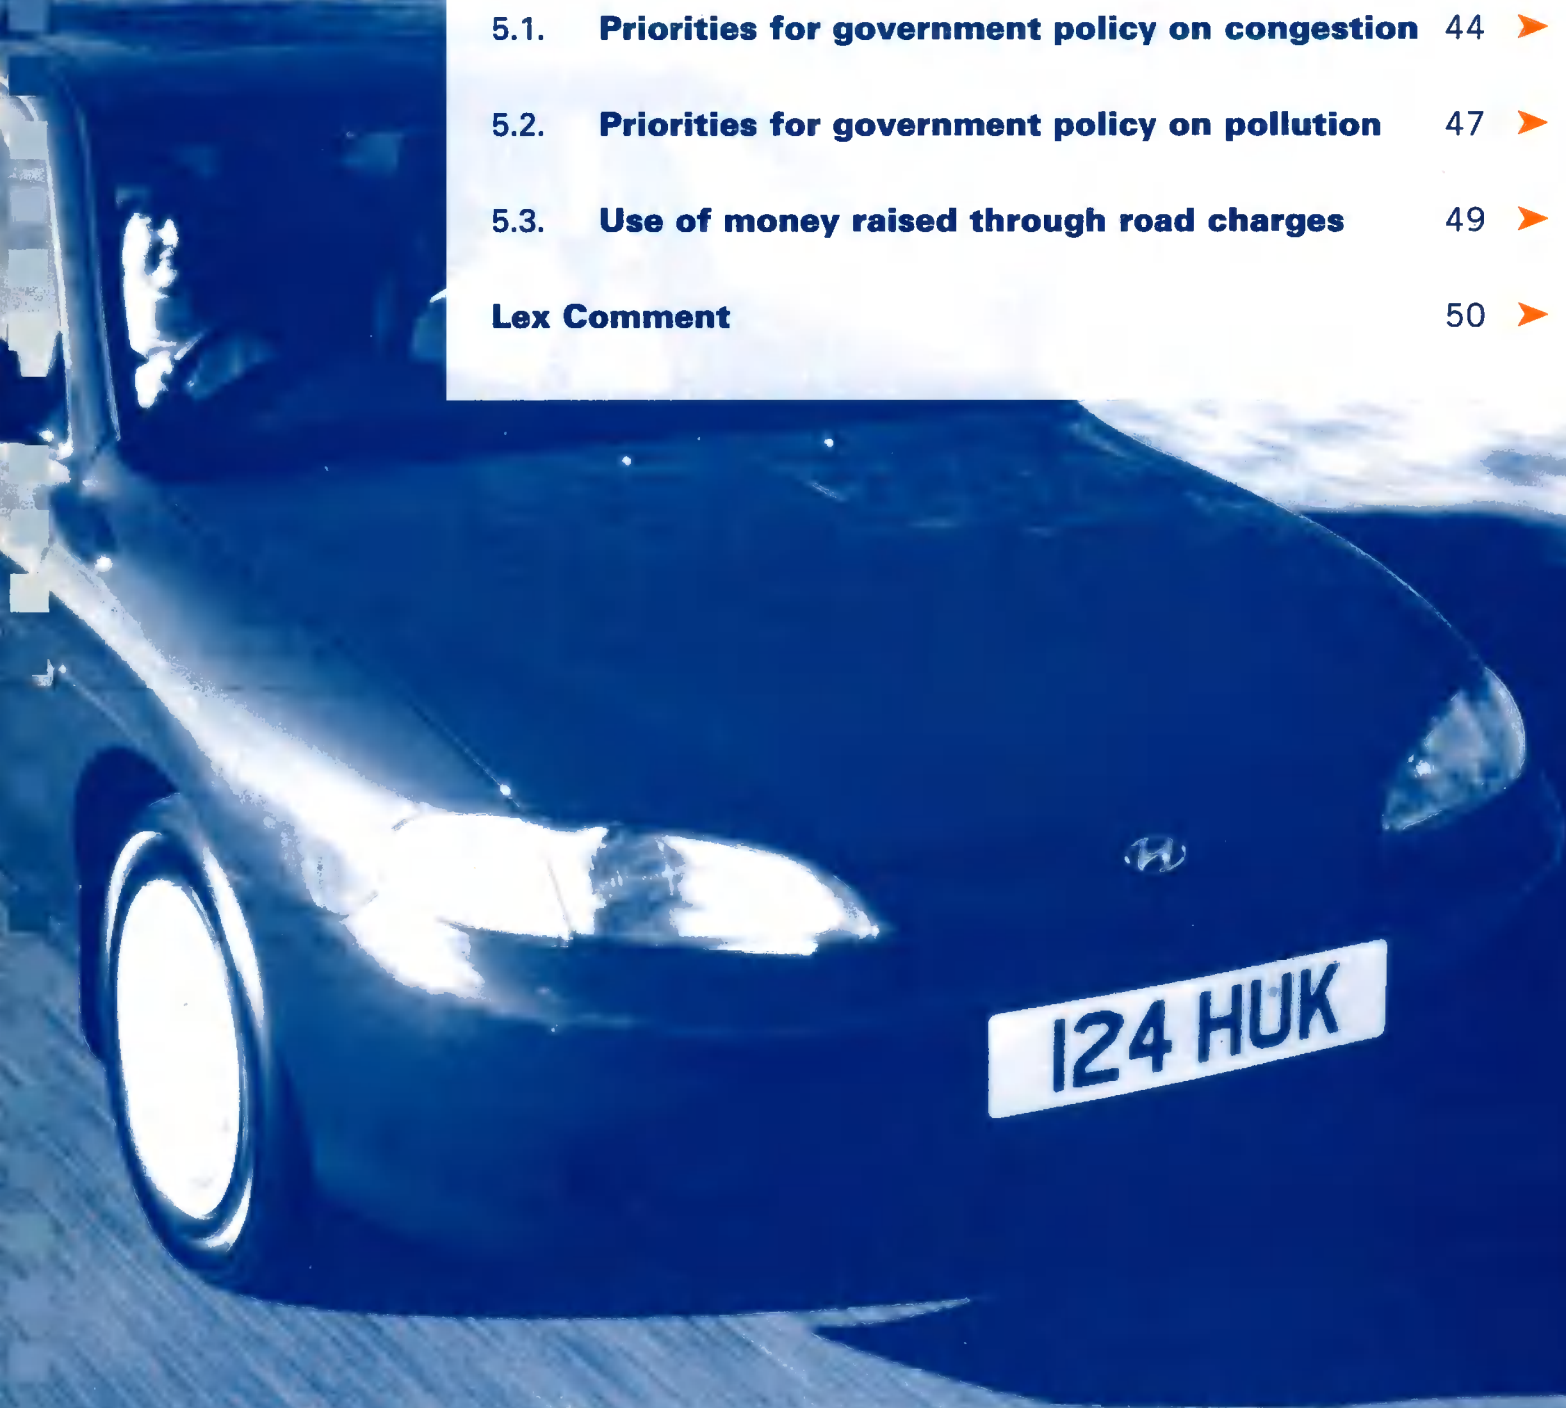 5.1. Priorities for government policy on congestion 44
5.2. Priorities for government policy on pollution 47
5.3. Use of money raised through road charges 49
Lex Comment 50
124 HUK